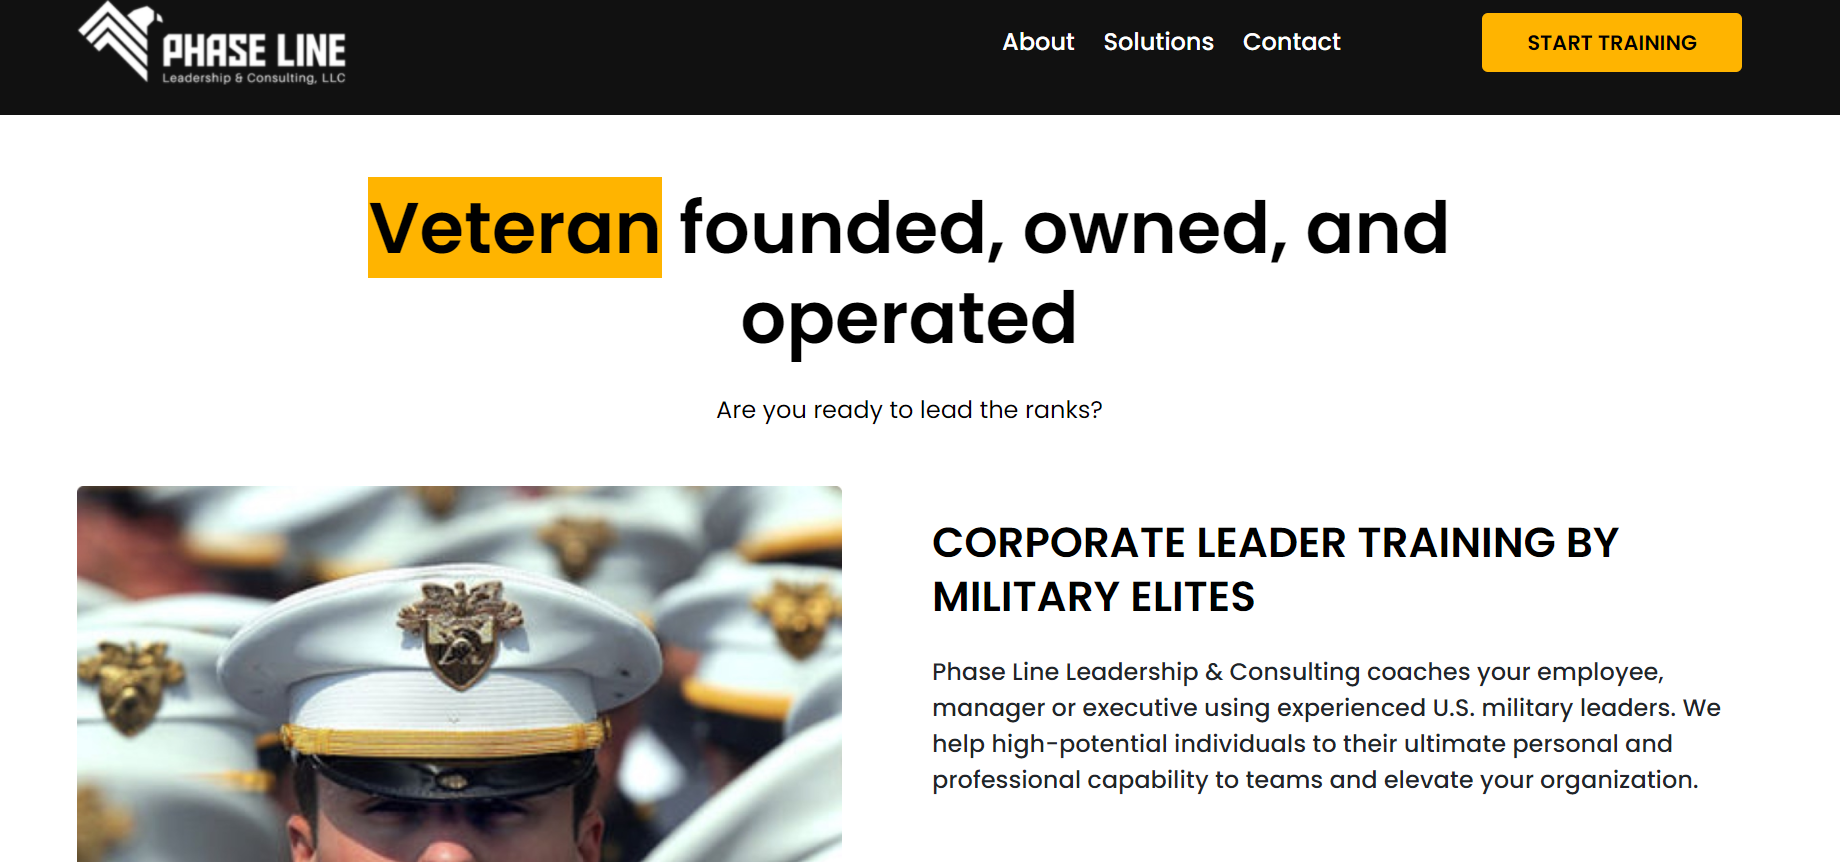 PHASE LINE
Leadership & Consulting, LLC
About Solutions Contact
START TRAINING
Veteran founded, owned, and
operated
Are you ready to lead the ranks?
CORPORATE LEADER TRAINING BY
MILITARY ELITES
Phase Line Leadership & Consulting coaches your employee,
manager or executive using experienced U.S. military leaders. We
help high-potential individuals to their ultimate personal and
professional capability to teams and elevate your organization.